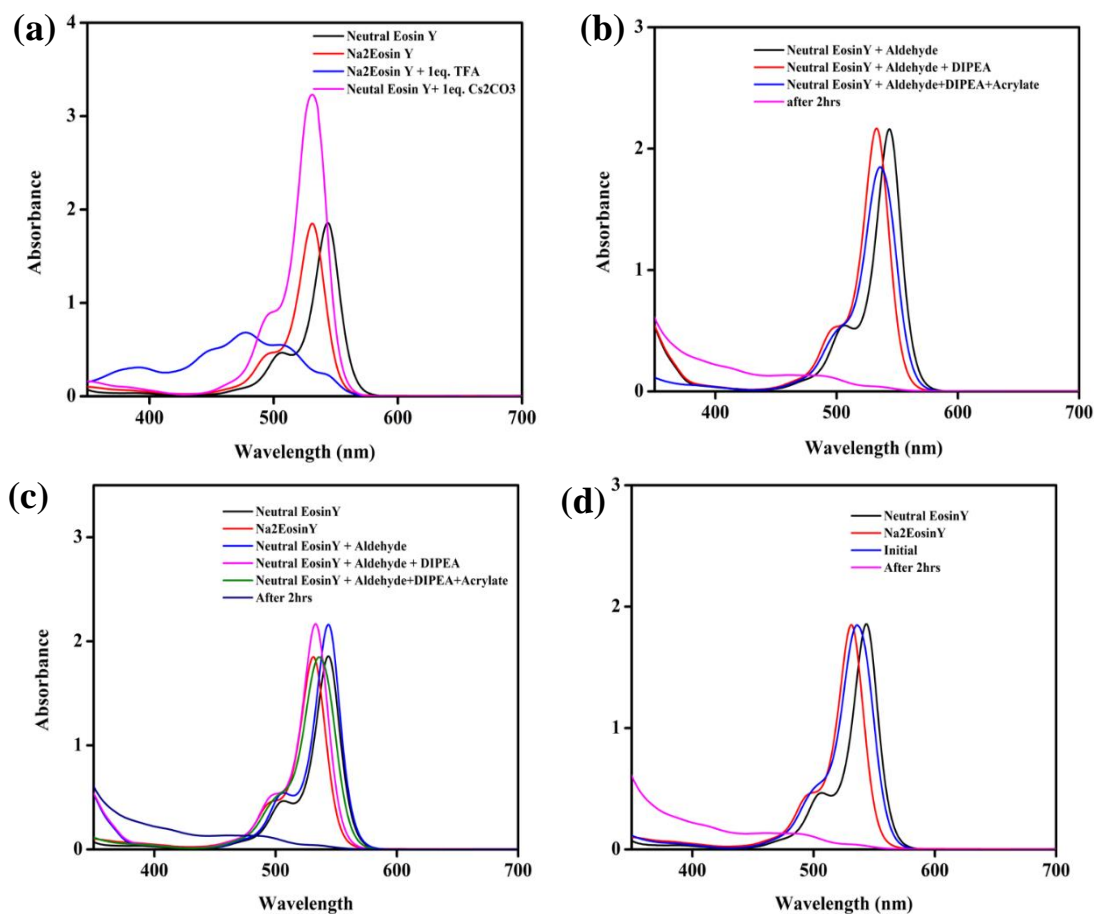 (a)
4
3
2
1
0
400
500
600
700
Absorbance
Wavelength (nm)
Neutral Eosin Y
Na2Eosin Y
Na2Eosin Y + 1eq. TFA
Neutal Eosin Y+ 1eq. Cs2CO3
(b)
3
2
1
0
400
500
600
700
Absorbance
Wavelength (nm)
Neutral EosinY + Aldehyde
Neutral EosinY + Aldehyde + DIPEA
Neutral EosinY + Aldehyde+DIPEA+Acrylate
after 2hrs
(c)
3
2
1
0
400
500
600
700
Absorbance
Wavelength
Neutral EosinY
Na2EosinY
Neutral EosinY + Aldehyde
Neutral EosinY + Aldehyde + DIPEA
Neutral EosinY + Aldehyde+DIPEA+Acrylate
After 2hrs
(d)
3
2
1
0
400
500
600
700
Absorbance
Wavelength (nm)
Neutral EosinY
Na2EosinY
Initial
After 2hrs